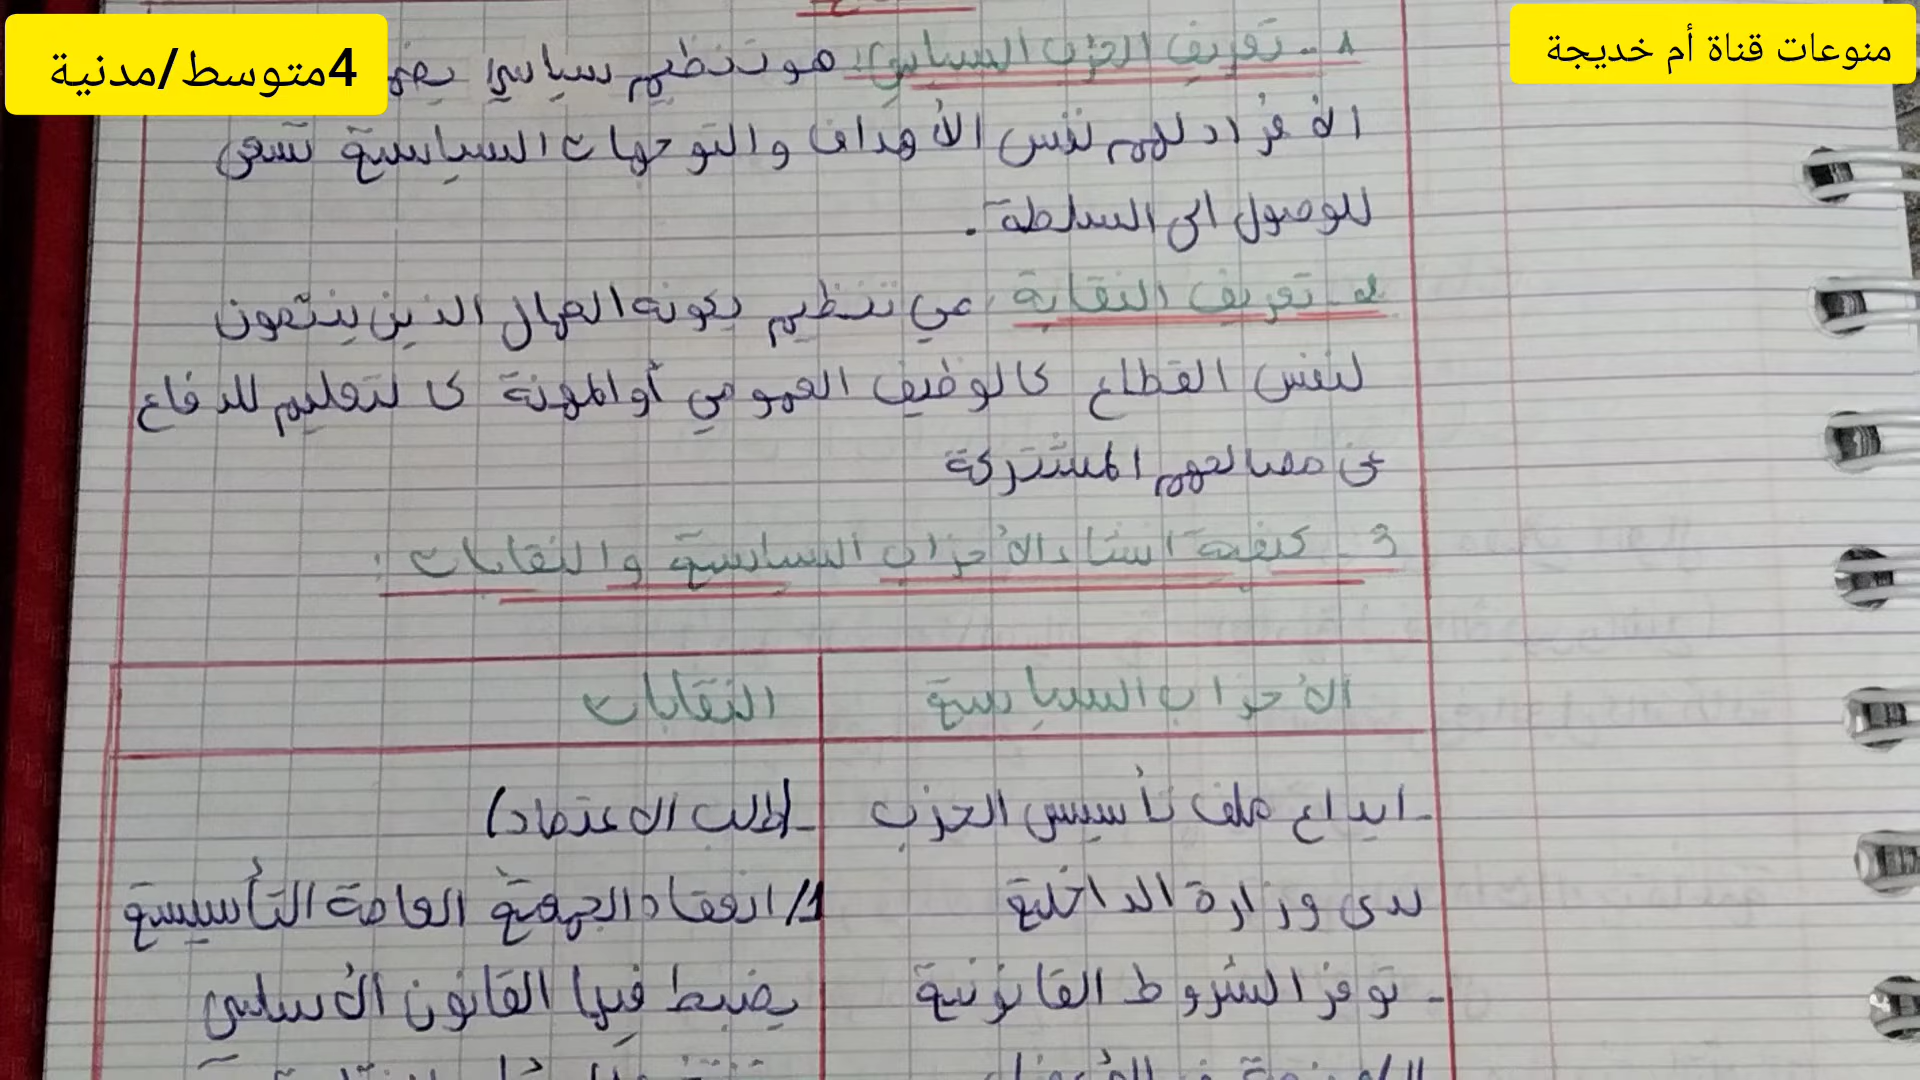 منوعات قناة أم خديجة
4متوسط/مدنية
1 - تعريف الحزب السياسي: هو تنظيم سياسي يضم
الأفراد لهم نفس الأهداف والتوجهات السياسية تسعى
للوصول الى السلطة.
2 - تعريف النقابة: هي تنظيم يكونه العمال الذين ينتمون
لنفس القطاع كالوظيف العمومي أو المهنة كالتعليم للدفاع
عن مصالحهم المشتركة
3 - كيفية انشاء الأحزاب السياسية والنقابات:
الأحزاب السياسية
النقابات
- ايداع ملف تأسيس الحزب
لدى وزارة الداخلية
- توفر الشروط القانونية
- (طلب الاعتماد)
1/ انعقاد الجمعية العامة التأسيسية
يضبط فيها القانون الأساسي